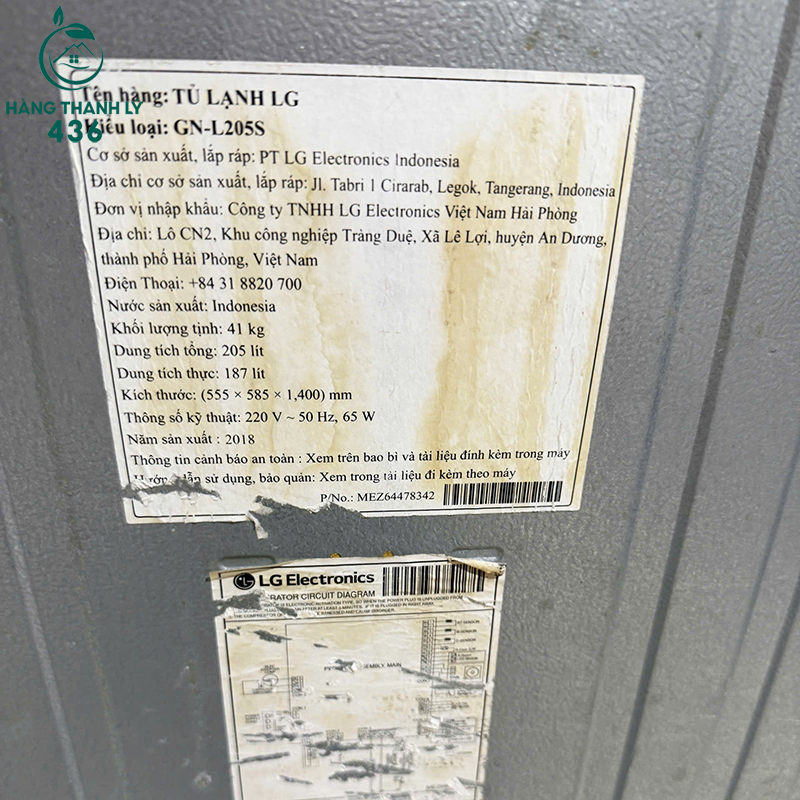 HÀNG THANH LÝ
436
Tên hàng: TỦ LẠNH LG
Kiểu loại: GN-L205S
Cơ sở sản xuất, lắp ráp: PT LG Electronics Indonesia
Địa chỉ cơ sở sản xuất, lắp ráp: Jl. Tabri 1 Cirarab, Legok, Tangerang, Indonesia
Đơn vị nhập khẩu: Công ty TNHH LG Electronics Việt Nam Hải Phòng
Địa chỉ: Lô CN2, Khu công nghiệp Tràng Duệ, Xã Lê Lợi, huyện An Dương,
thành phố Hải Phòng, Việt Nam
Điện Thoại: +84 31 8820 700
Nước sản xuất: Indonesia
Khối lượng tịnh: 41 kg
Dung tích tổng: 205 lít
Dung tích thực: 187 lít
Kích thước: (555 × 585 × 1,400) mm
Thông số kỹ thuật: 220 V ~ 50 Hz, 65 W
Năm sản xuất : 2018
Thông tin cảnh báo an toàn : Xem trên bao bì và tài liệu đính kèm trong máy
Hướng dẫn sử dụng, bảo quản: Xem trong tài liệu đi kèm theo máy
P/No.: MEZ64478342
LG Electronics
RATOR CIRCUIT DIAGRAM